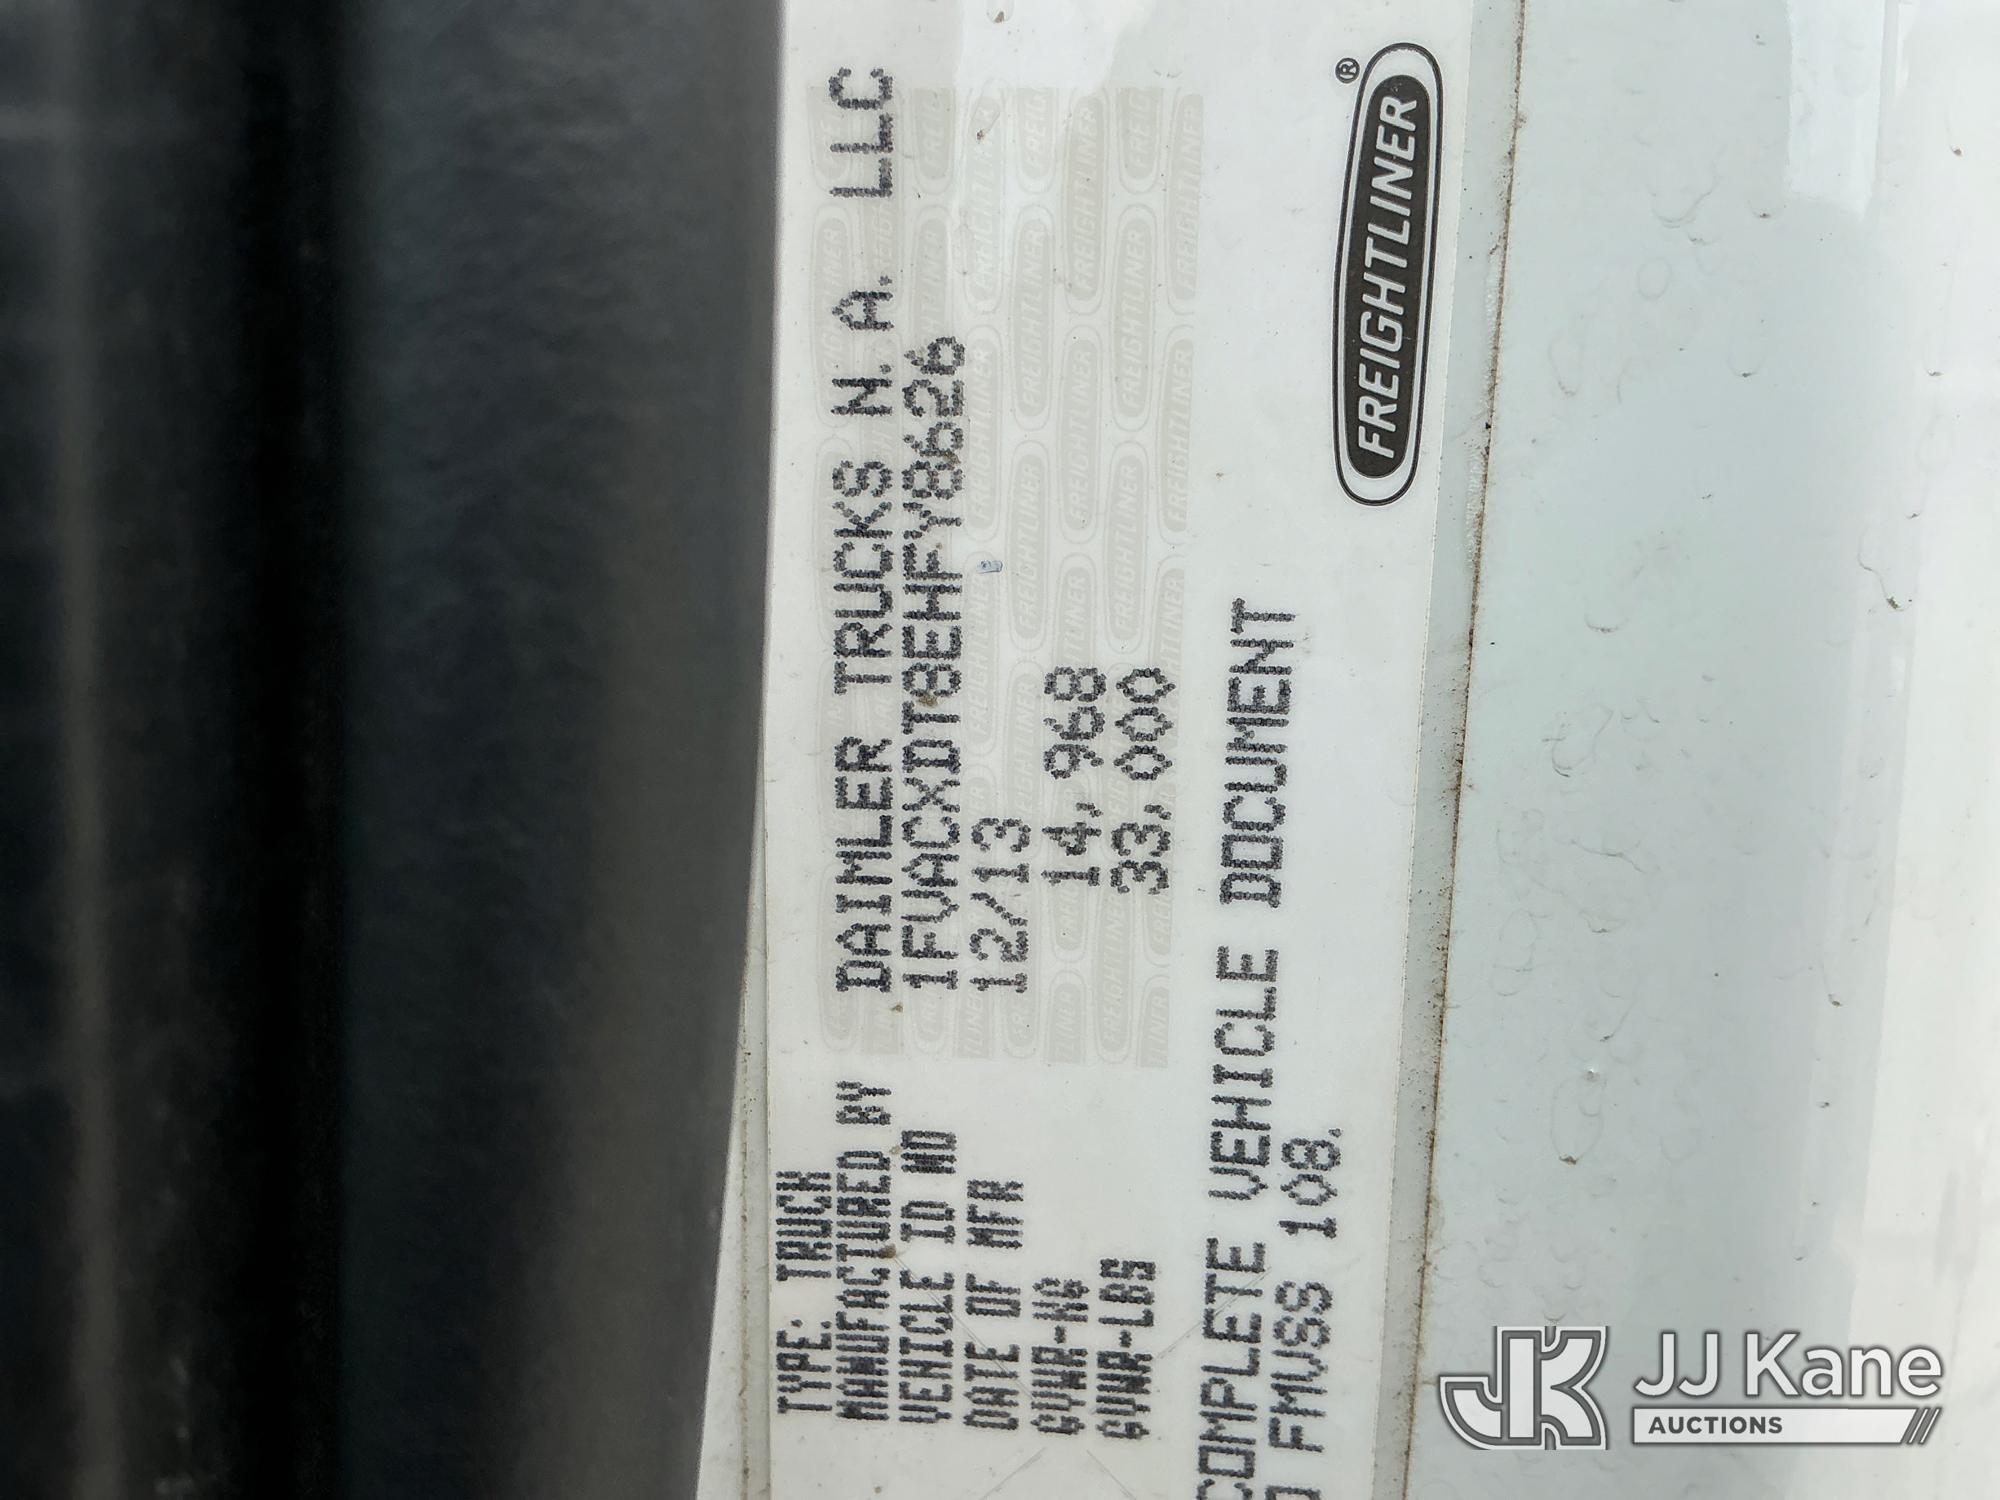 TYPE: TRUCK
MANUFACTURED BY DAIMLER TRUCKS N.A. LLC
VEHICLE ID NO 1FVACXDT8EHFY8626
DATE OF MFR 12/13
GVWR-KG 14,968
GVWR-LBS 33,000
COMPLETE VEHICLE DOCUMENT
FMVSS 108.
FREIGHTLINER®
JJ Kane
AUCTIONS